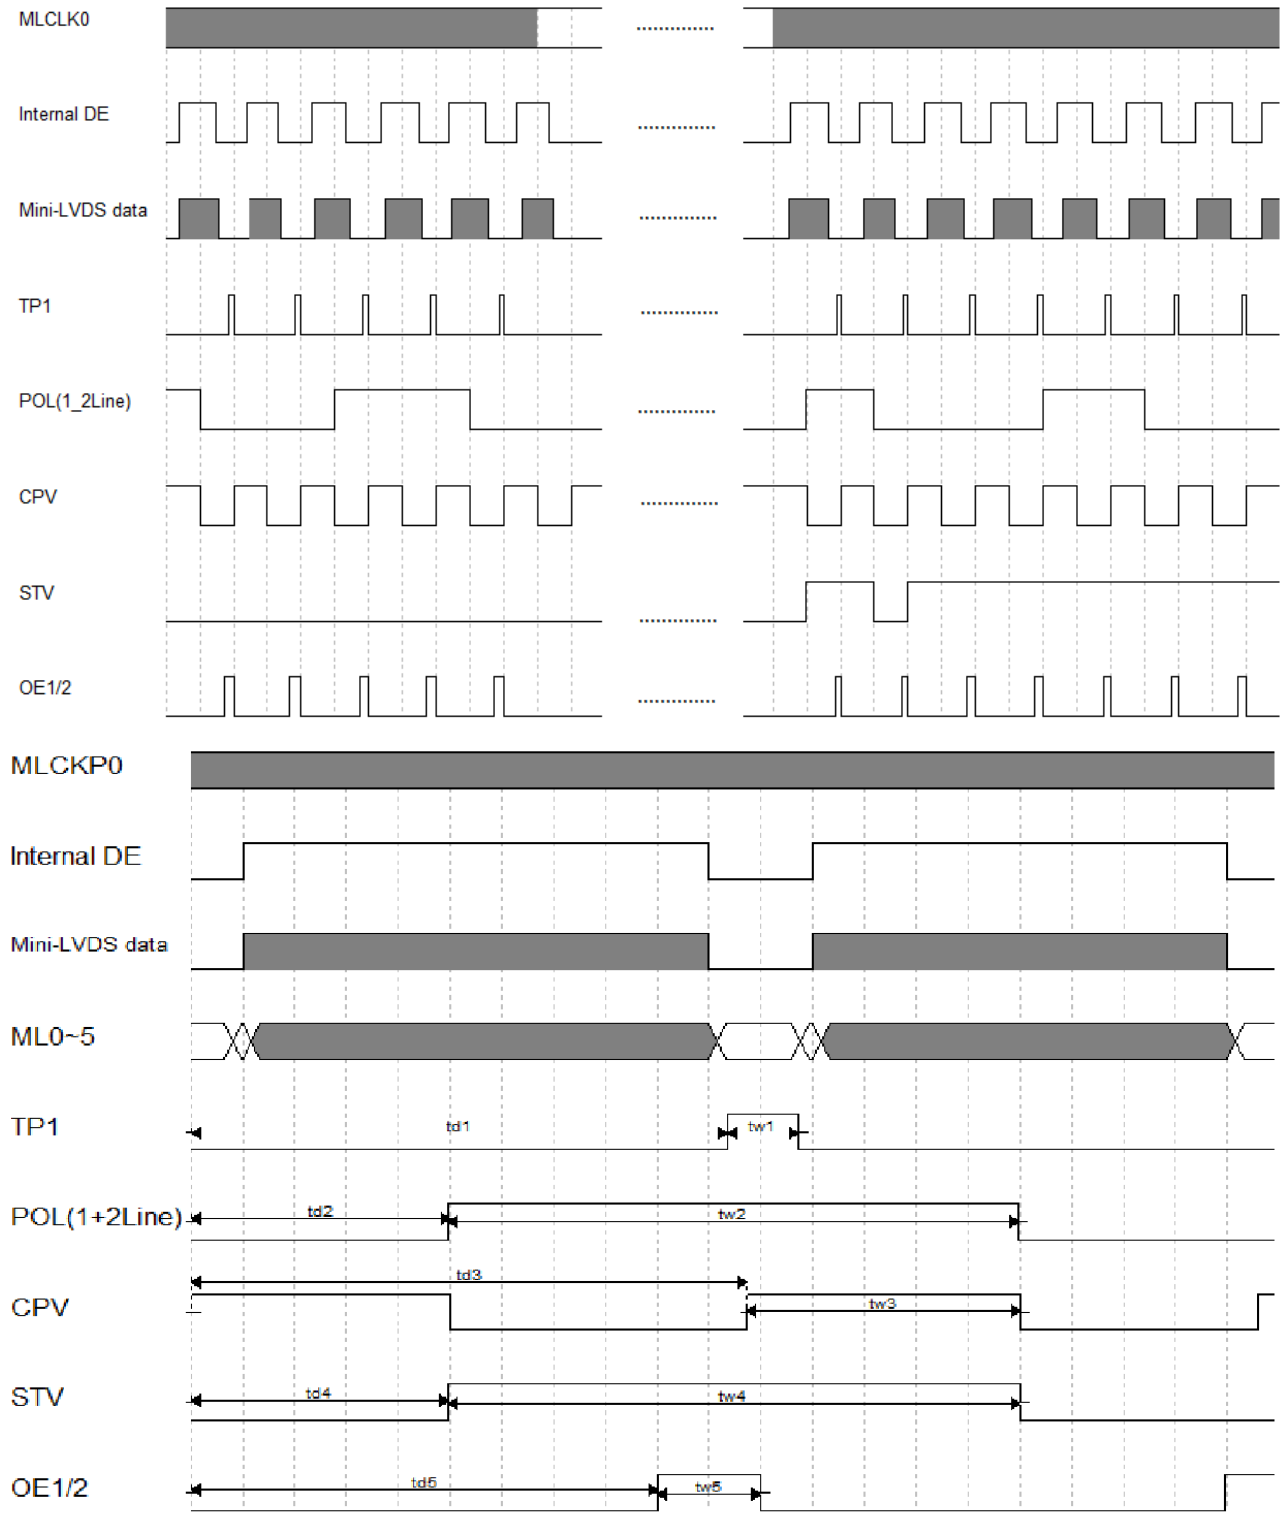 MLCLK0
Internal DE
Mini-LVDS data
TP1
POL(1_2Line)
CPV
STV
OE1/2
MLCKP0
Internal DE
Mini-LVDS data
ML0~5
TP1 td1 tw1
POL(1+2Line) td2 tw2
td3
CPV tw3
STV td4 tw4
OE1/2 td5 tw5